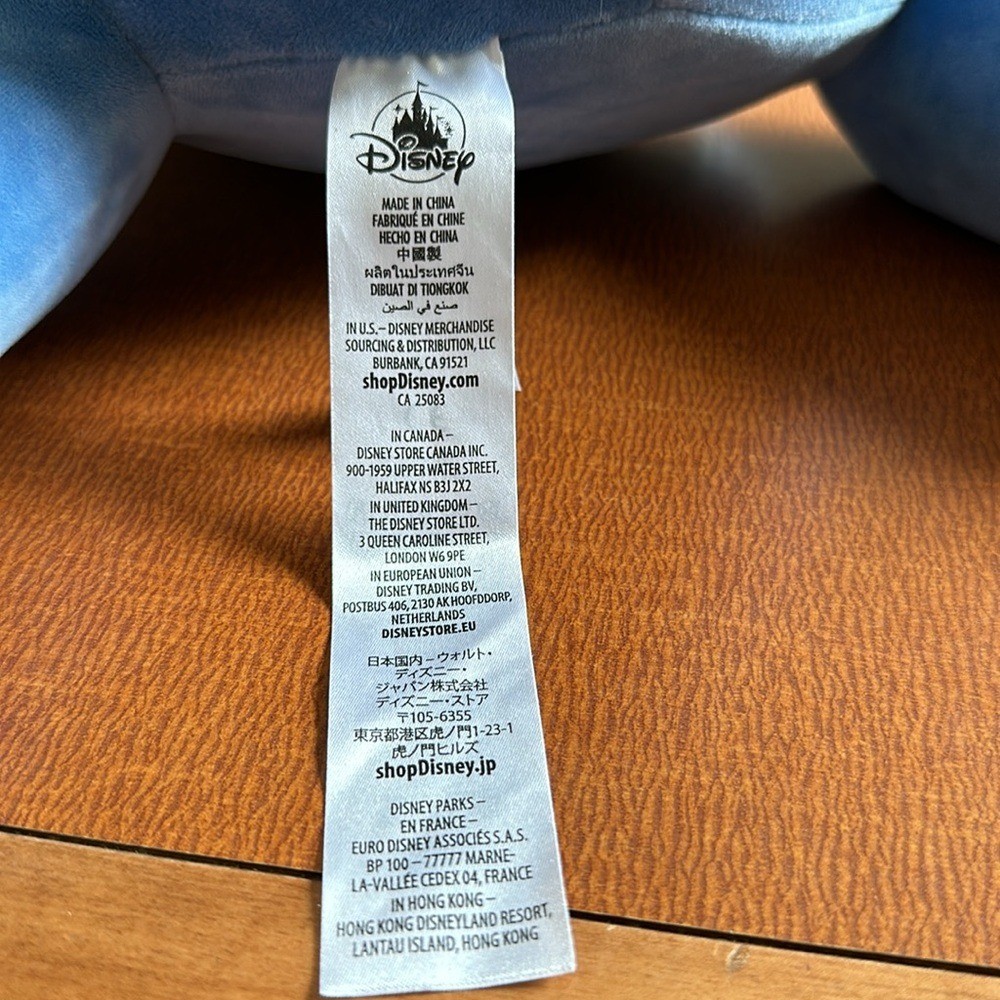 Disney
MADE IN CHINA
FABRIQUÉ EN CHINE
HECHO EN CHINA
中國製
ผลิตในประเทศจีน
DIBUAT DI TIONGKOK
صنع في الصين
IN U.S.– DISNEY MERCHANDISE
SOURCING & DISTRIBUTION, LLC
BURBANK, CA 91521
shopDisney.com
CA 25083
IN CANADA –
DISNEY STORE CANADA INC.
900-1959 UPPER WATER STREET,
HALIFAX NS B3J 2X2
IN UNITED KINGDOM –
THE DISNEY STORE LTD.
3 QUEEN CAROLINE STREET,
LONDON W6 9PE
IN EUROPEAN UNION –
DISNEY TRADING BV,
POSTBUS 406, 2130 AK HOOFDDORP,
NETHERLANDS
DISNEYSTORE.EU
日本国内 – ウォルト・
ディズニー・
ジャパン株式会社
ディズニー・ストア
〒105-6355
東京都港区虎ノ門1-23-1
虎ノ門ヒルズ
shopDisney.jp
DISNEY PARKS –
EN FRANCE –
EURO DISNEY ASSOCIÉS S.A.S.
BP 100 – 77777 MARNE-
LA-VALLÉE CEDEX 04, FRANCE
IN HONG KONG –
HONG KONG DISNEYLAND RESORT,
LANTAU ISLAND, HONG KONG